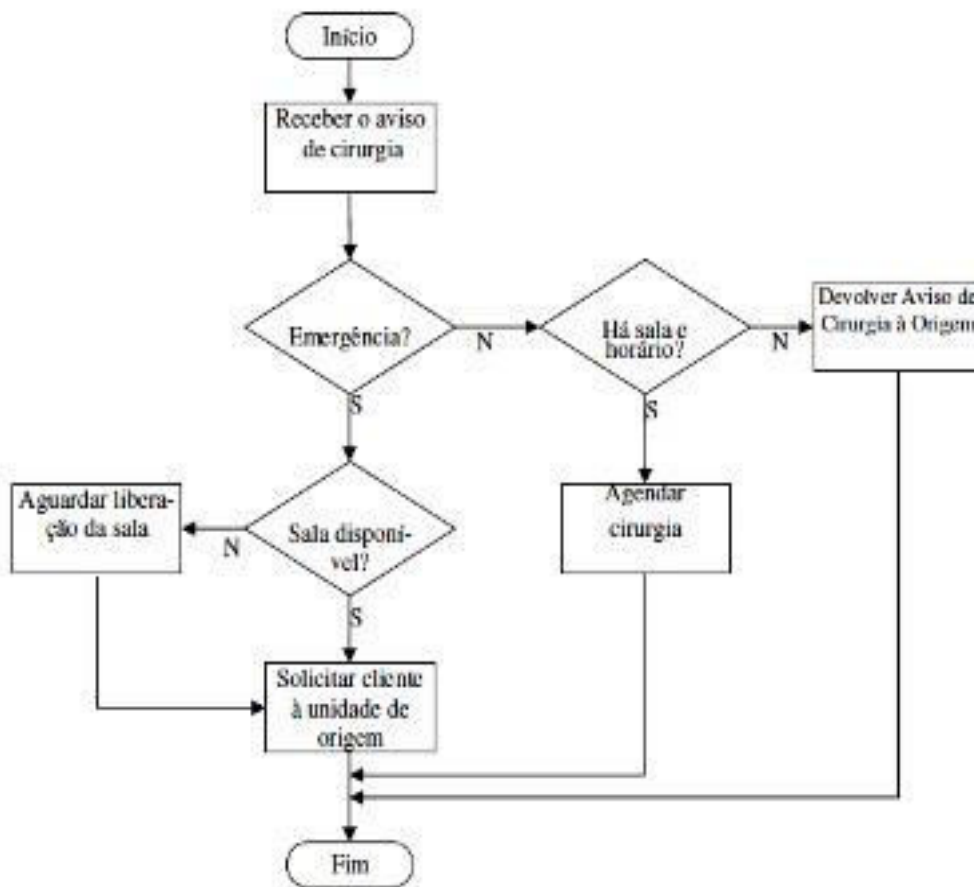 Início
Receber o aviso
de cirurgia
Emergência?
N
Há sala e
horário?
N
Devolver Aviso de
Cirurgia à Origem
S
S
Aguardar libera-
ção da sala
N
Sala disponí-
vel?
Agendar
cirurgia
S
Solicitar cliente
à unidade de
origem
Fim